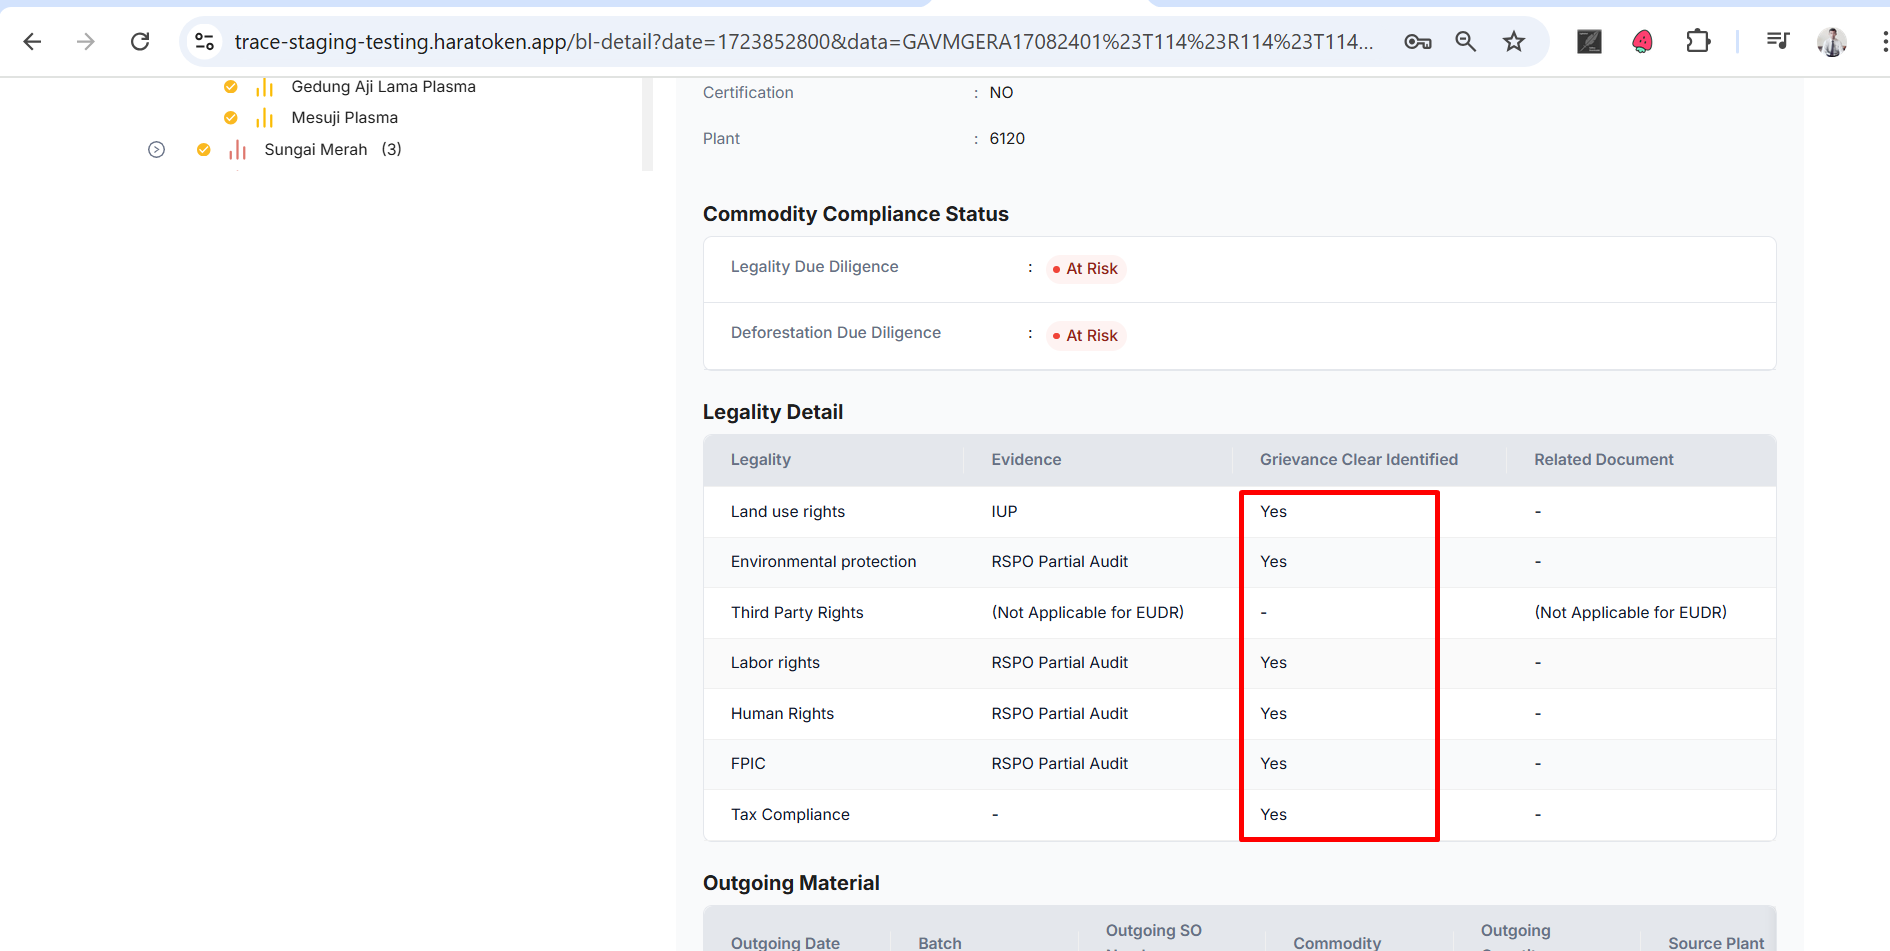 trace-staging-testing.haratoken.app/bl-detail?date=1723852800&data=GAVMGERA17082401%23T114%23R114%23T114...
Gedung Aji Lama Plasma
Mesuji Plasma
Sungai Merah (3)
Certification : NO
Plant : 6120
Commodity Compliance Status
Legality Due Diligence : At Risk
Deforestation Due Diligence : At Risk
Legality Detail
Legality Evidence Grievance Clear Identified Related Document
Land use rights IUP Yes -
Environmental protection RSPO Partial Audit Yes -
Third Party Rights (Not Applicable for EUDR) - (Not Applicable for EUDR)
Labor rights RSPO Partial Audit Yes -
Human Rights RSPO Partial Audit Yes -
FPIC RSPO Partial Audit Yes -
Tax Compliance - Yes -
Outgoing Material
Outgoing Date Batch Outgoing SO Commodity Outgoing Source Plant